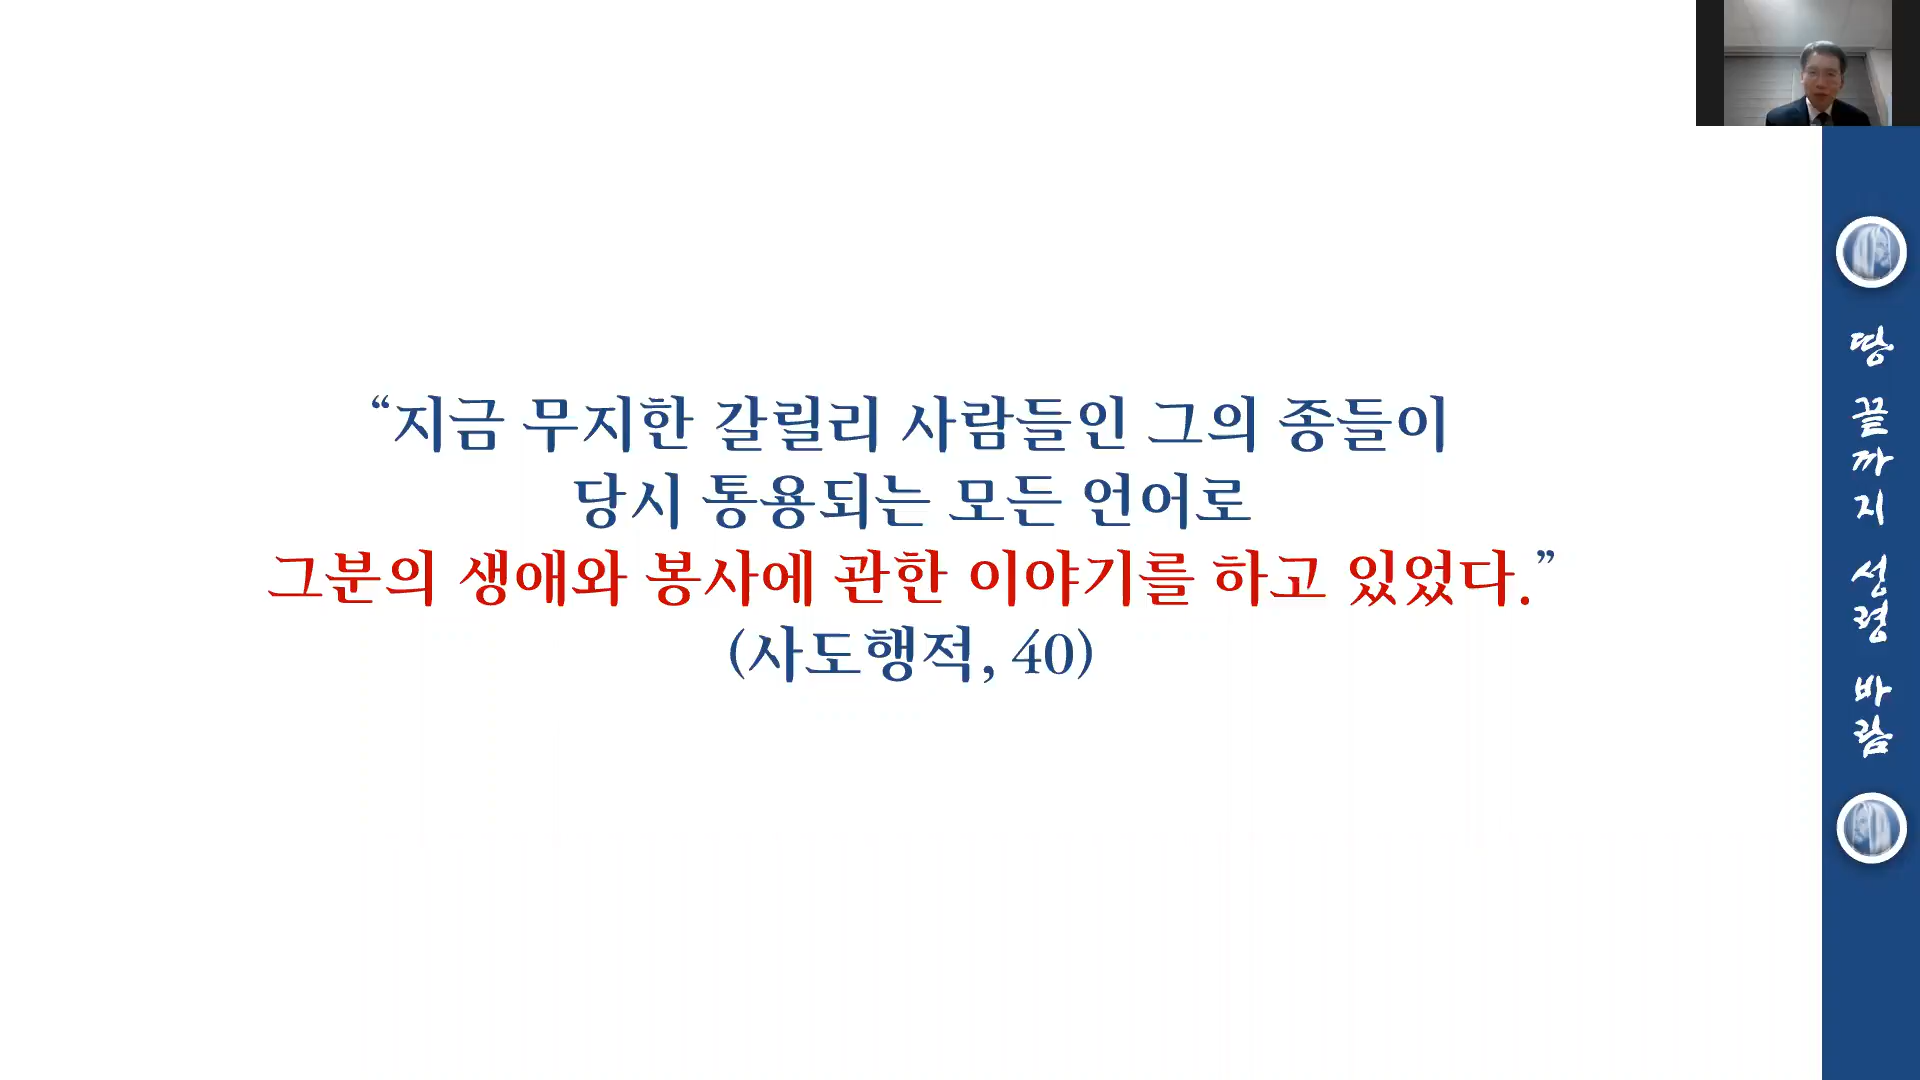 “지금 무지한 갈릴리 사람들인 그의 종들이
당시 통용되는 모든 언어로
그분의 생애와 봉사에 관한 이야기를 하고 있었다.”
(사도행적, 40)
땅 끝까지 성령 바람